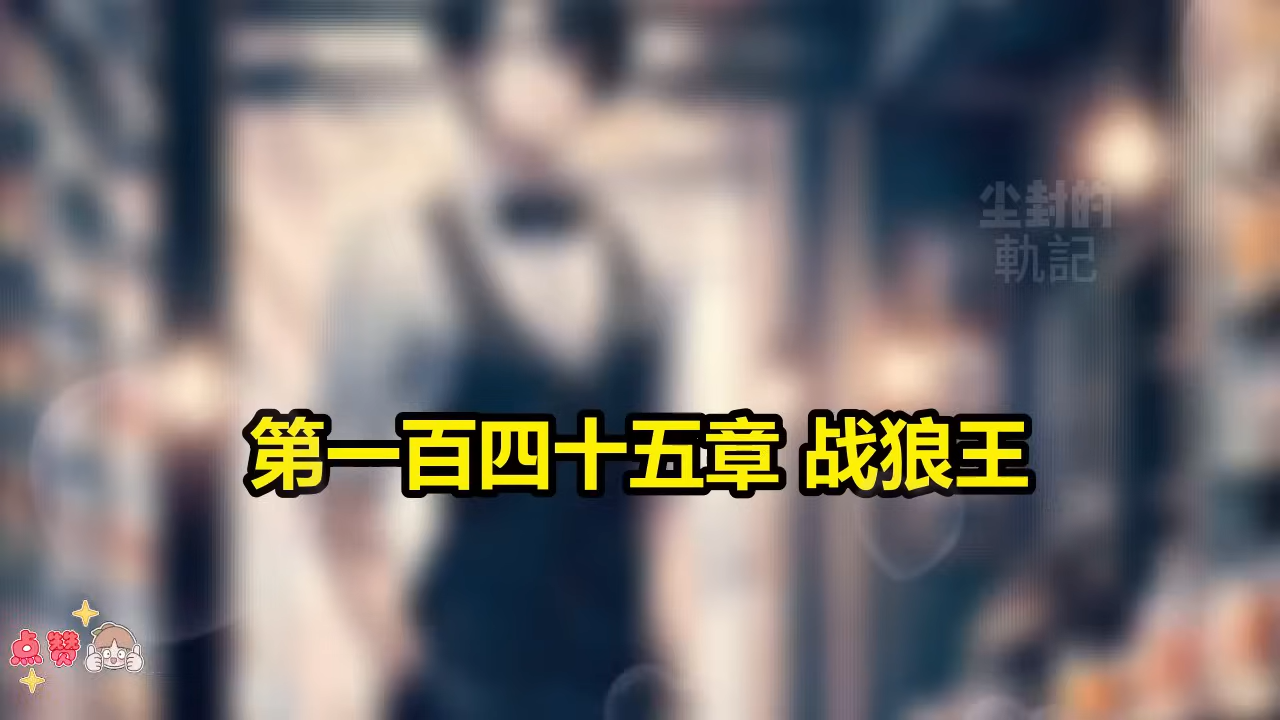 尘封的
軌記
第一百四十五章 战狼王
点赞